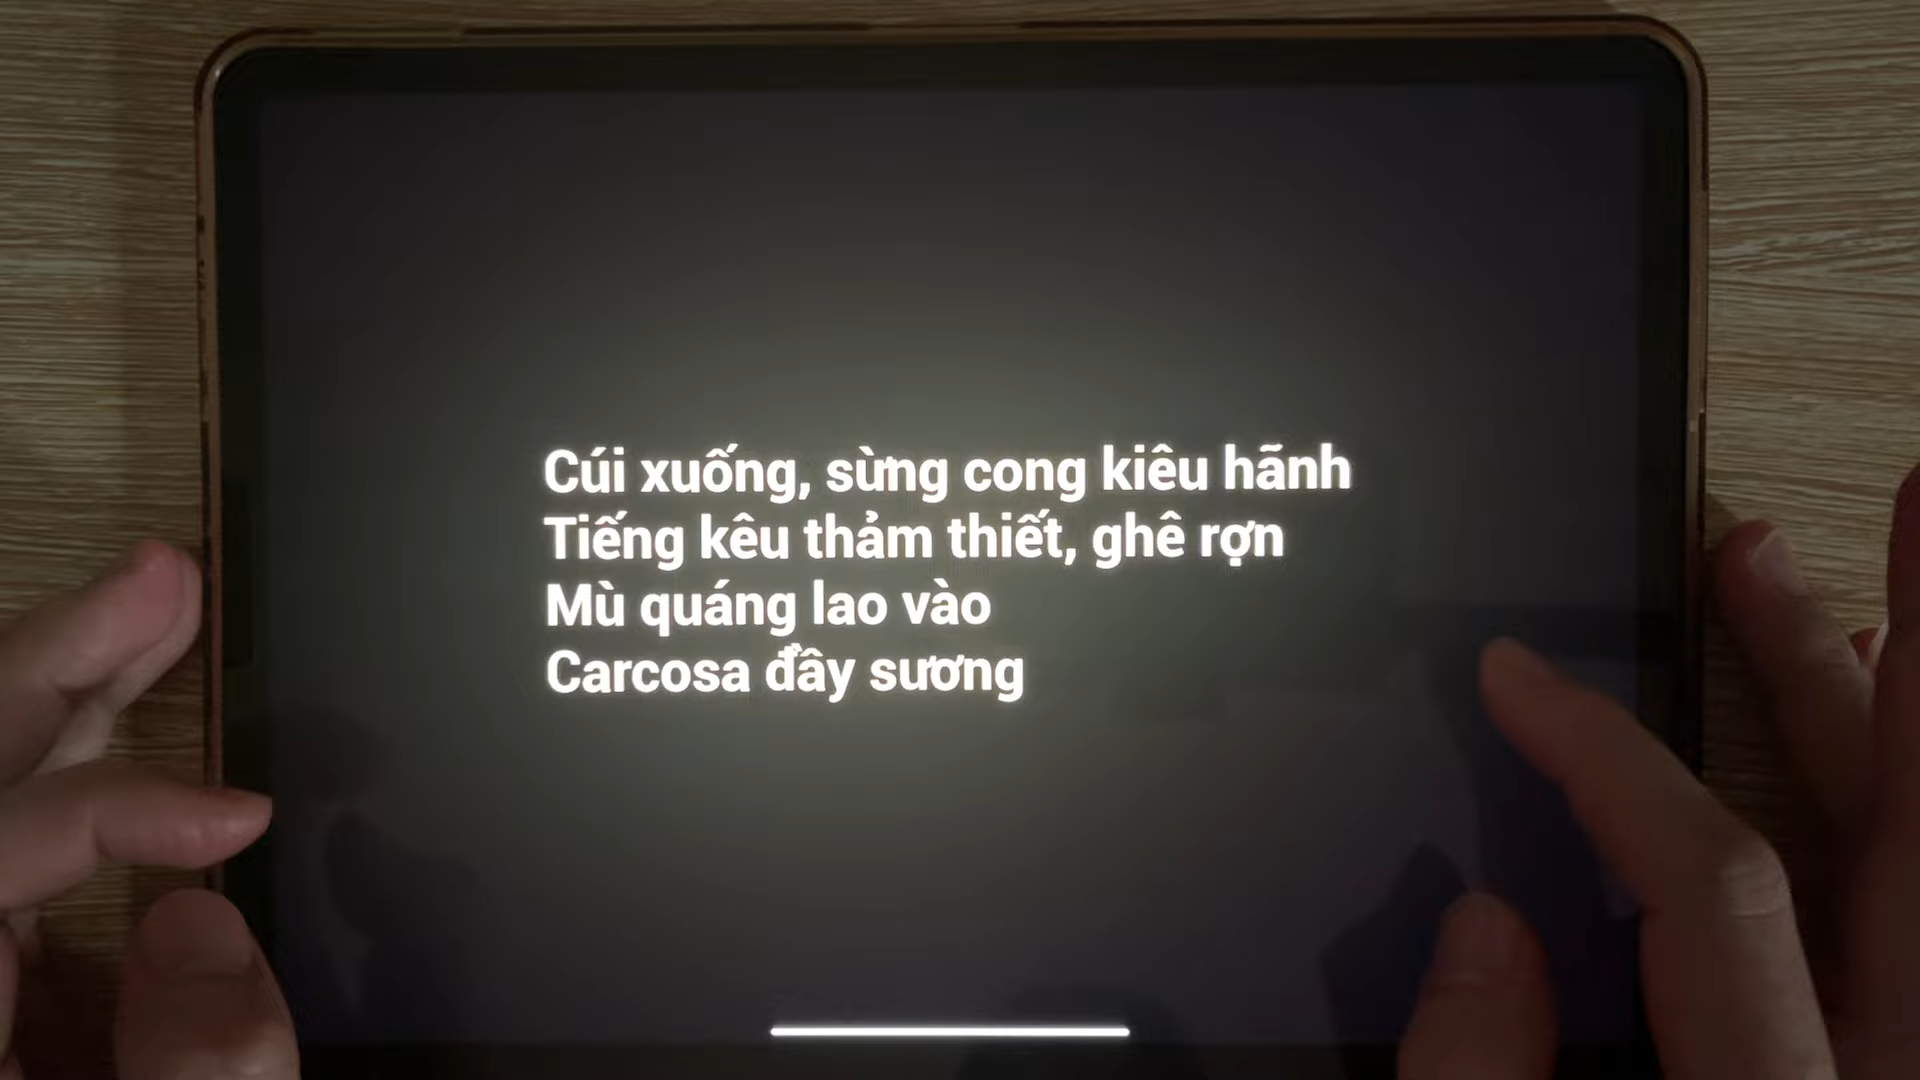 Cúi xuống, sừng cong kiêu hãnh
Tiếng kêu thảm thiết, ghê rợn
Mù quáng lao vào
Carcosa đầy sương